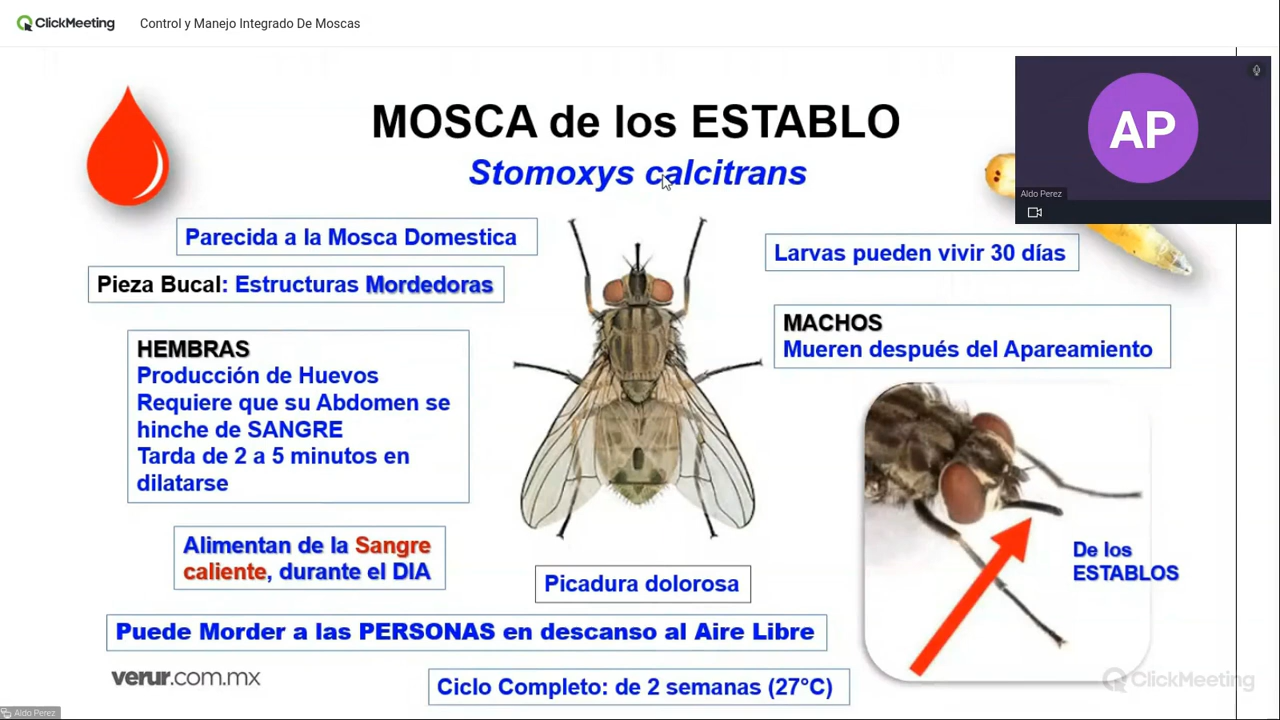 ClickMeeting
Control y Manejo Integrado De Moscas
MOSCA de los ESTABLO
Stomoxys calcitrans
AP
Aldo Perez
Parecida a la Mosca Domestica
Larvas pueden vivir 30 días
Pieza Bucal: Estructuras Mordedoras
MACHOS
Mueren después del Apareamiento
HEMBRAS
Producción de Huevos
Requiere que su Abdomen se
hinche de SANGRE
Tarda de 2 a 5 minutos en
dilatarse
Alimentan de la Sangre
caliente, durante el DIA
De los
ESTABLOS
Picadura dolorosa
Puede Morder a las PERSONAS en descanso al Aire Libre
verur.com.mx
Ciclo Completo: de 2 semanas (27°C)
ClickMeeting
Aldo Perez